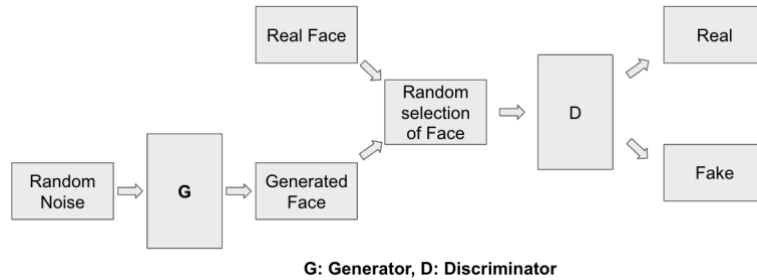 Real Face
Real
Random
selection
of Face
D
Random
Noise
G
Generated
Face
Fake
G: Generator, D: Discriminator